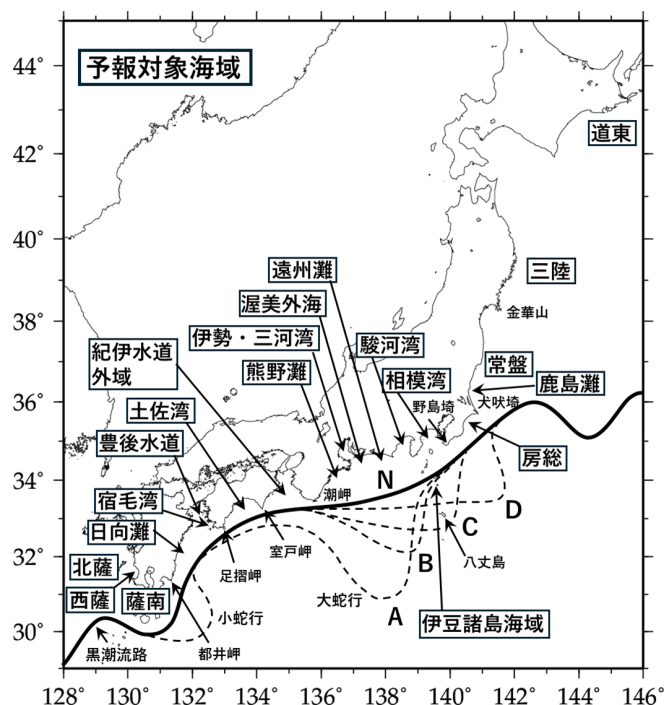 予報対象海域
44°
道東
42°
40°
遠州灘
三陸
渥美外海
38°
金華山
伊勢・三河湾
駿河湾
紀伊水道
外域
熊野灘
常盤
相模湾
鹿島灘
36°
土佐湾
野島埼
犬吠埼
豊後水道
房総
34°
N
潮岬
宿毛湾
D
日向灘
C
室戸岬
32°
B
八丈島
北薩
足摺岬
西薩
薩南
大蛇行
A
小蛇行
伊豆諸島海域
30°
黒潮流路
都井岬
128°
130°
132°
134°
136°
138°
140°
142°
144°
146°